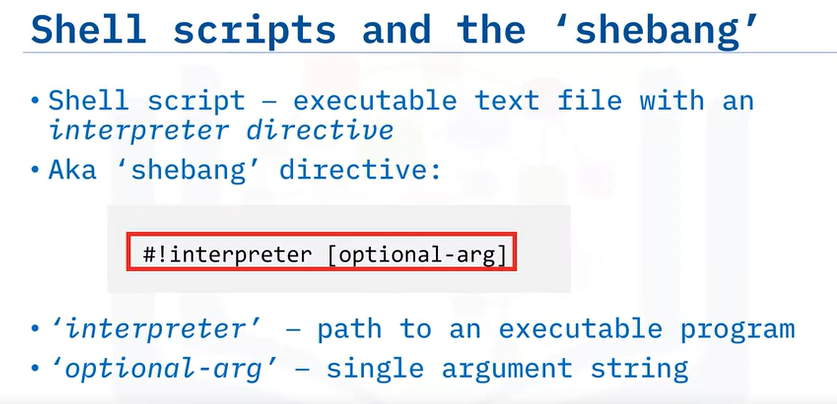 Shell scripts and the ‘shebang’
• Shell script – executable text file with an
interpreter directive
• Aka ‘shebang’ directive:
#!interpreter [optional-arg]
• ‘interpreter’ – path to an executable program
• ‘optional-arg’ – single argument string